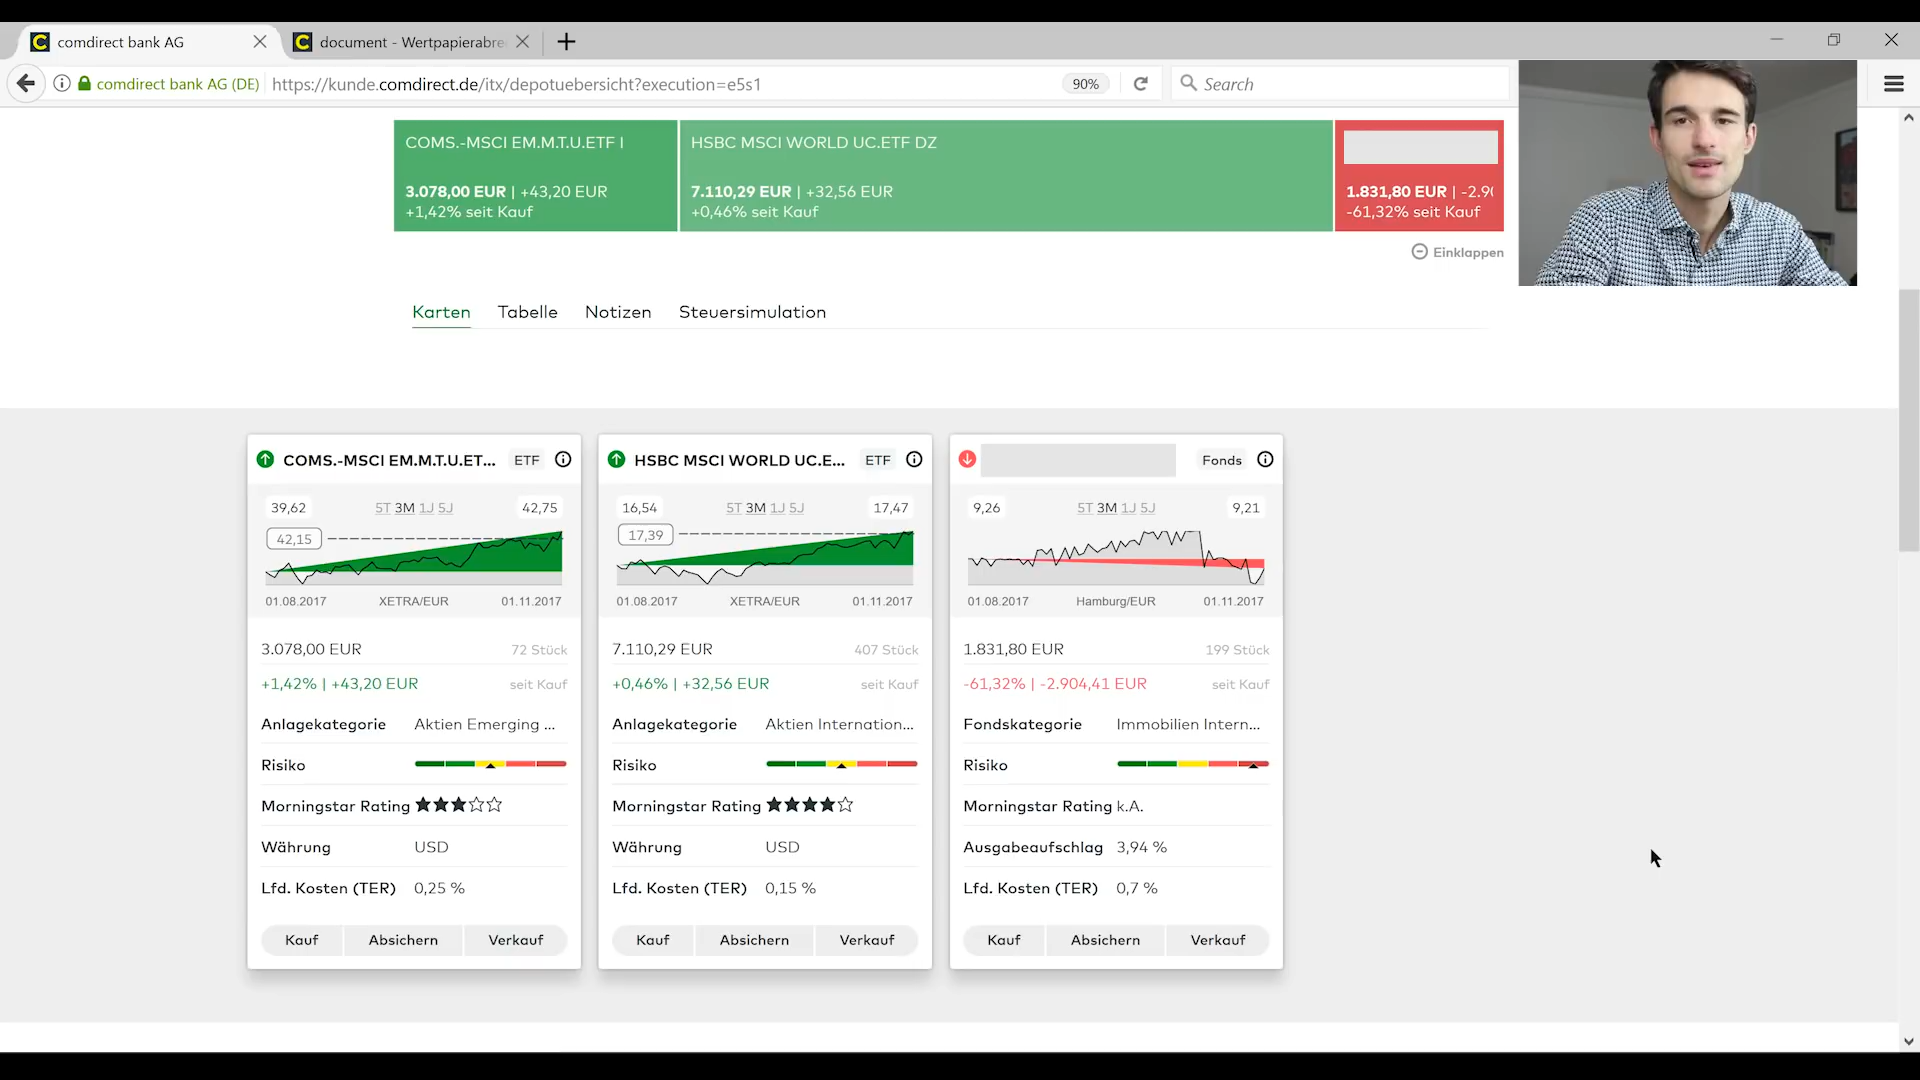 comdirect bank AG
document - Wertpapierabre
comdirect bank AG (DE)
https://kunde.comdirect.de/itx/depotuebersicht?execution=e5s1
90%
Search
COMS.-MSCI EM.M.T.U.ETF I
3.078,00 EUR | +43,20 EUR
+1,42% seit Kauf
HSBC MSCI WORLD UC.ETF DZ
7.110,29 EUR | +32,56 EUR
+0,46% seit Kauf
1.831,80 EUR | -2.90
-61,32% seit Kauf
Einklappen
Karten Tabelle Notizen Steuersimulation
COMS.-MSCI EM.M.T.U.ET... ETF
39,62 5T 3M 1J 5J 42,75
42,15
01.08.2017 XETRA/EUR 01.11.2017
3.078,00 EUR 72 Stück
+1,42% | +43,20 EUR seit Kauf
Anlagekategorie Aktien Emerging ...
Risiko
Morningstar Rating
Währung USD
Lfd. Kosten (TER) 0,25 %
Kauf Absichern Verkauf
HSBC MSCI WORLD UC.E... ETF
16,54 5T 3M 1J 5J 17,47
17,39
01.08.2017 XETRA/EUR 01.11.2017
7.110,29 EUR 407 Stück
+0,46% | +32,56 EUR seit Kauf
Anlagekategorie Aktien Internation...
Risiko
Morningstar Rating
Währung USD
Lfd. Kosten (TER) 0,15 %
Kauf Absichern Verkauf
Fonds
9,26 5T 3M 1J 5J 9,21
01.08.2017 Hamburg/EUR 01.11.2017
1.831,80 EUR 199 Stück
-61,32% | -2.904,41 EUR seit Kauf
Fondskategorie Immobilien Intern...
Risiko
Morningstar Rating k.A.
Ausgabeaufschlag 3,94 %
Lfd. Kosten (TER) 0,7 %
Kauf Absichern Verkauf